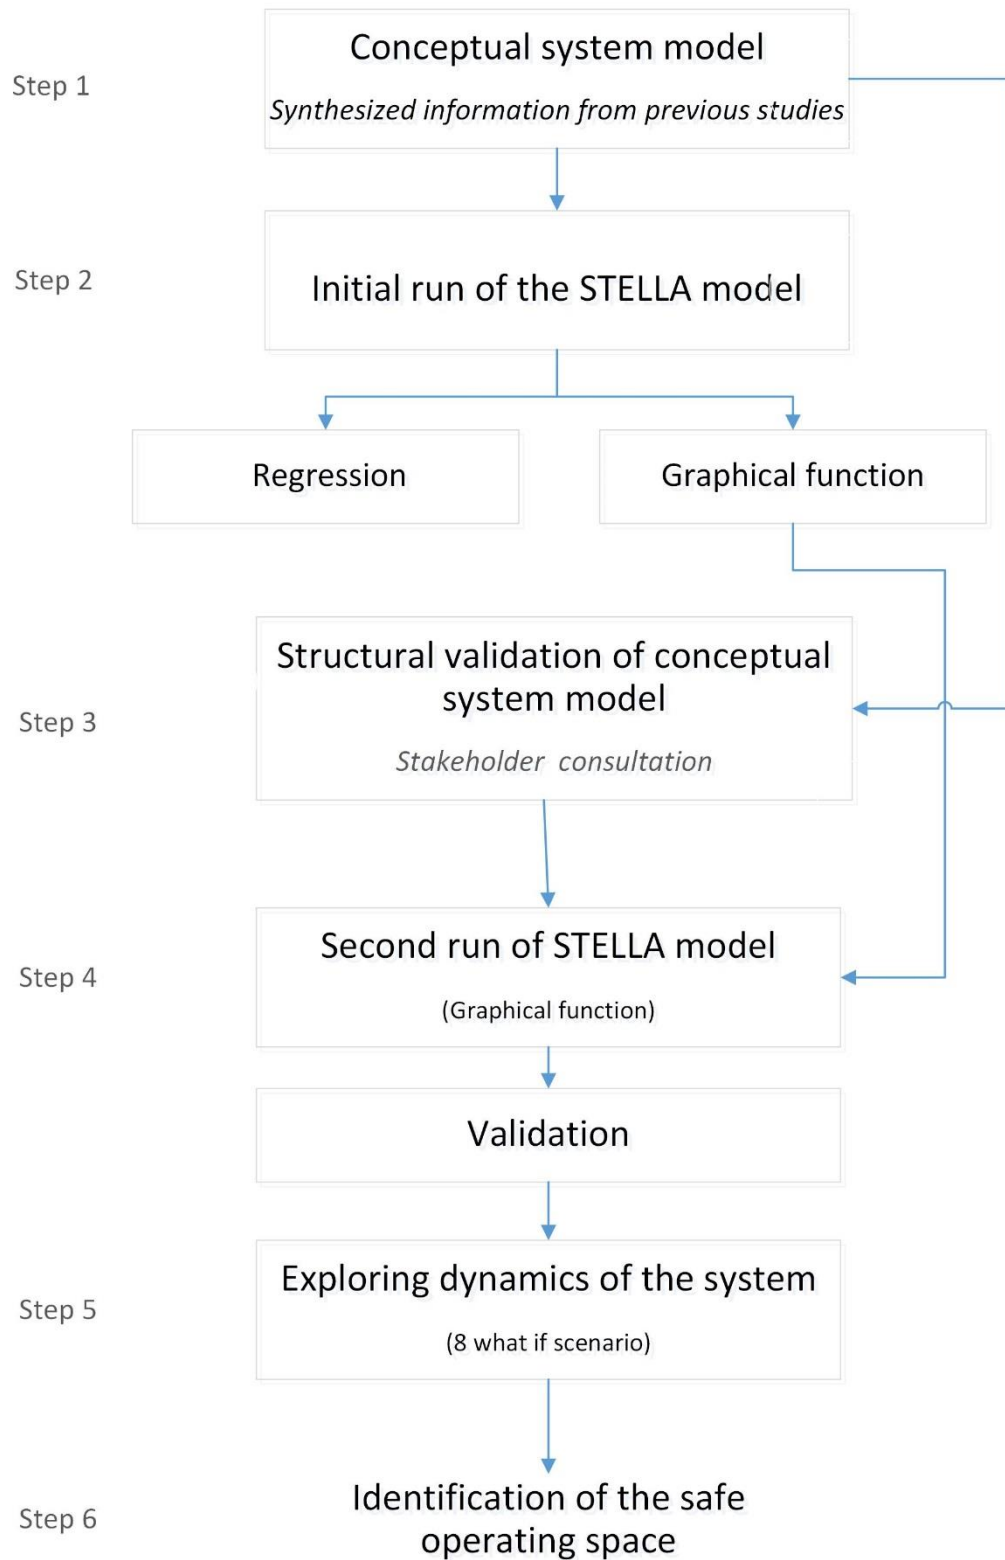 Conceptual system model
Step 1
Synthesized information from previous studies
Step 2
Initial run of the STELLA model
Regression
Graphical function
Structural validation of conceptual
system model
Step 3
Stakeholder consultation
Second run of STELLA model
Step 4
(Graphical function)
Validation
Exploring dynamics of the system
Step 5
(8 what if scenario)
Identification of the safe
Step 6
operating space